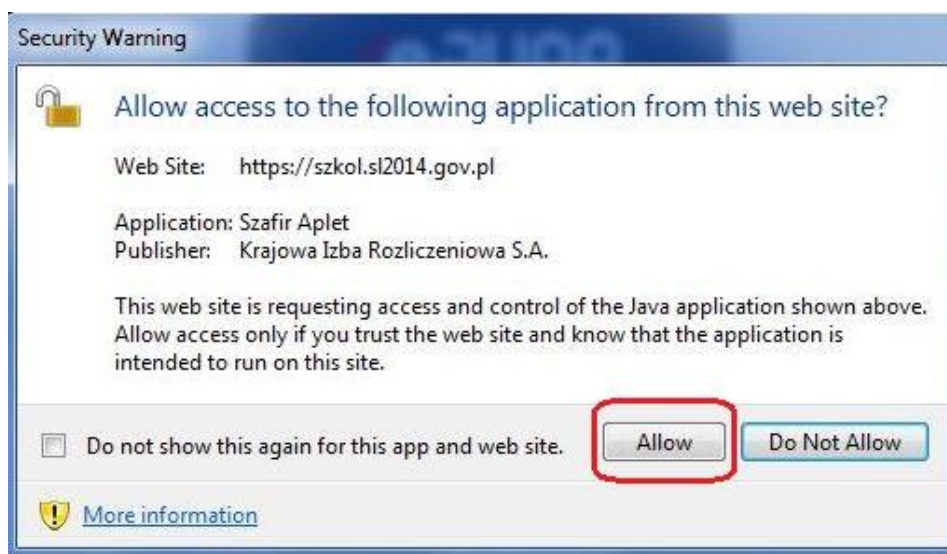 Security Warning
Allow access to the following application from this web site?
Web Site: https://szkol.sl2014.gov.pl
Application: Szafir Aplet
Publisher: Krajowa Izba Rozliczeniowa S.A.
This web site is requesting access and control of the Java application shown above.
Allow access only if you trust the web site and know that the application is
intended to run on this site.
Do not show this again for this app and web site. Allow Do Not Allow
More information